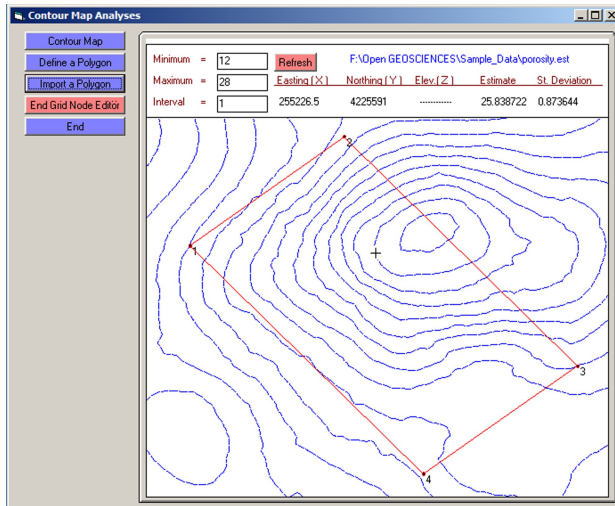 Contour Map Analyses
Contour Map
Define a Polygon
Import a Polygon
End Grid Node Editör
End
Minimum = 12 Refresh F:\Open GEOSCIENCES\Sample_Data\porosity.est
Maximum = 28 Easting [X] Northing [Y] Elev.[Z] Estimate St. Deviation
Interval = 1 255226.5 4225591 ----------- 25.838722 0.873644
2
1
3
4